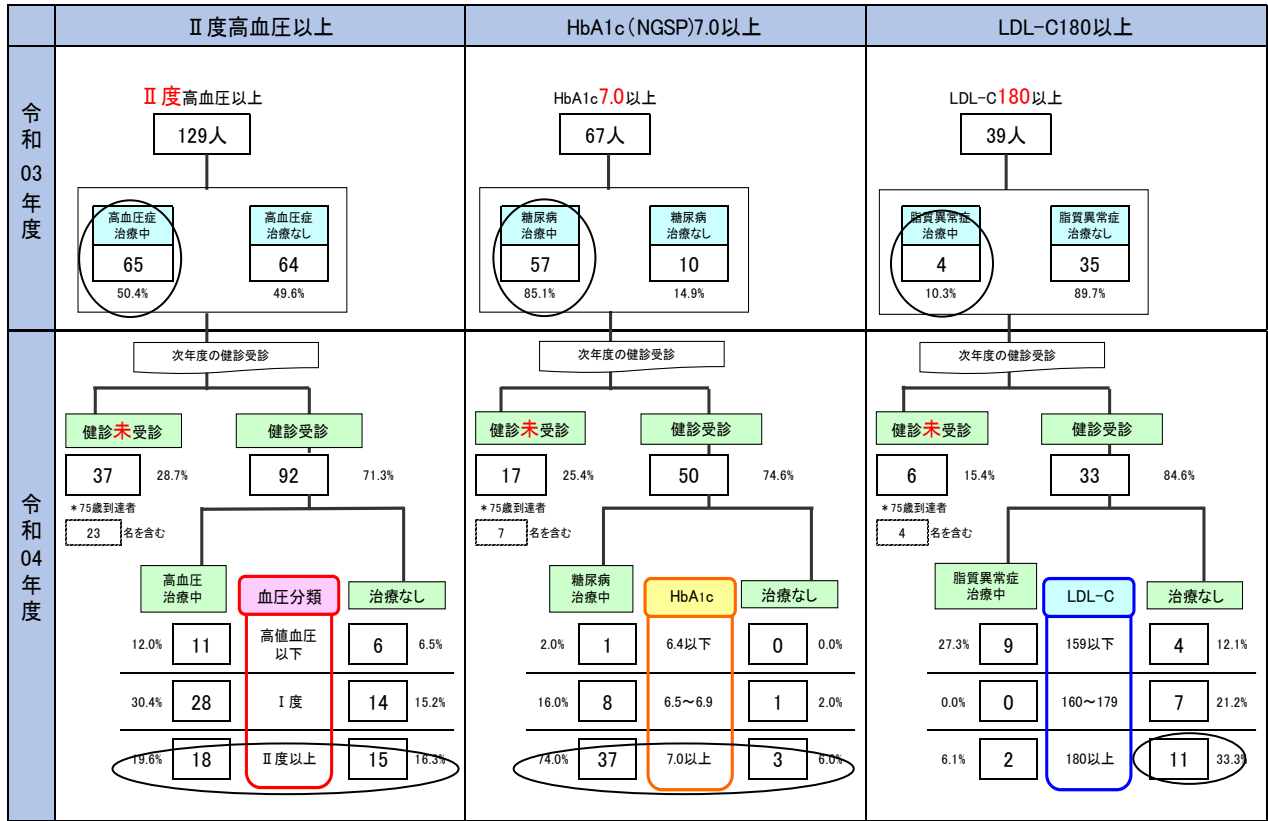 Ⅱ度高血圧以上
HbA1c(NGSP)7.0以上
LDL-C180以上
令和03年度
Ⅱ度高血圧以上
129人
高血圧症
治療中
65
50.4%
高血圧症
治療なし
64
49.6%
HbA1c7.0以上
67人
糖尿病
治療中
57
85.1%
糖尿病
治療なし
10
14.9%
LDL-C180以上
39人
脂質異常症
治療中
4
10.3%
脂質異常症
治療なし
35
89.7%
令和04年度
次年度の健診受診
健診未受診
37 28.7%
*75歳到達者
23 名を含む
健診受診
92 71.3%
高血圧
治療中
血圧分類
治療なし
12.0% 11 高値血圧以下 6 6.5%
30.4% 28 Ⅰ度 14 15.2%
19.6% 18 Ⅱ度以上 15 16.3%
次年度の健診受診
健診未受診
17 25.4%
*75歳到達者
7 名を含む
健診受診
50 74.6%
糖尿病
治療中
HbA1c
治療なし
2.0% 1 6.4以下 0 0.0%
16.0% 8 6.5~6.9 1 2.0%
74.0% 37 7.0以上 3 6.0%
次年度の健診受診
健診未受診
6 15.4%
*75歳到達者
4 名を含む
健診受診
33 84.6%
脂質異常症
治療中
LDL-C
治療なし
27.3% 9 159以下 4 12.1%
0.0% 0 160~179 7 21.2%
6.1% 2 180以上 11 33.3%